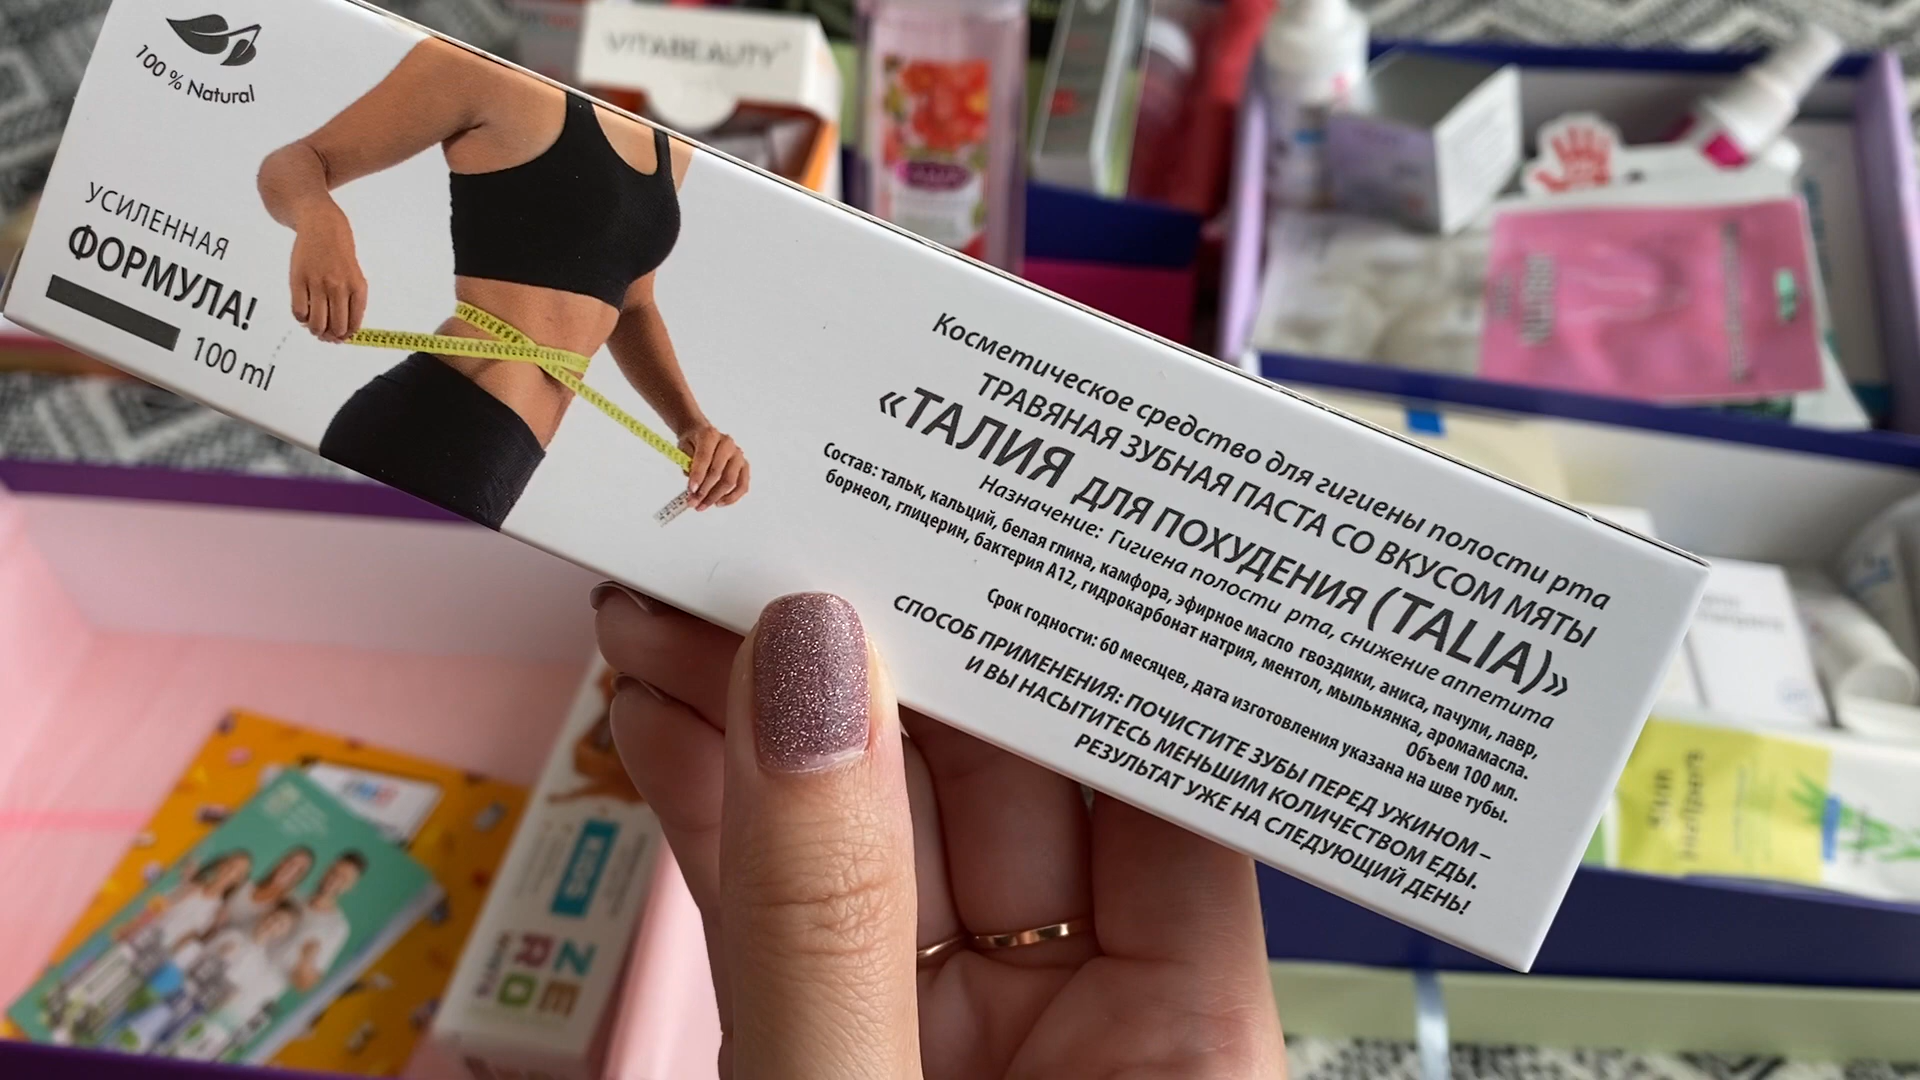 100 % Natural
УСИЛЕННАЯ
ФОРМУЛА!
100 ml
Косметическое средство для гигиены полости рта
ТРАВЯНАЯ ЗУБНАЯ ПАСТА СО ВКУСОМ МЯТЫ
«ТАЛИЯ ДЛЯ ПОХУДЕНИЯ (TALIA)»
Назначение: Гигиена полости рта, снижение аппетита
Состав: тальк, кальций, белая глина, камфора, эфирное масло гвоздики, аниса, пачули, лавр,
борнеол, глицерин, бактерия А12, гидрокарбонат натрия, ментол, мыльнянка, аромамасла.
Объем 100 мл.
Срок годности: 60 месяцев, дата изготовления указана на шве тубы.
СПОСОБ ПРИМЕНЕНИЯ: ПОЧИСТИТЕ ЗУБЫ ПЕРЕД УЖИНОМ –
И ВЫ НАСЫТИТЕСЬ МЕНЬШИМ КОЛИЧЕСТВОМ ЕДЫ.
РЕЗУЛЬТАТ УЖЕ НА СЛЕДУЮЩИЙ ДЕНЬ!
VITABEAUTY
KIDS
ZERO